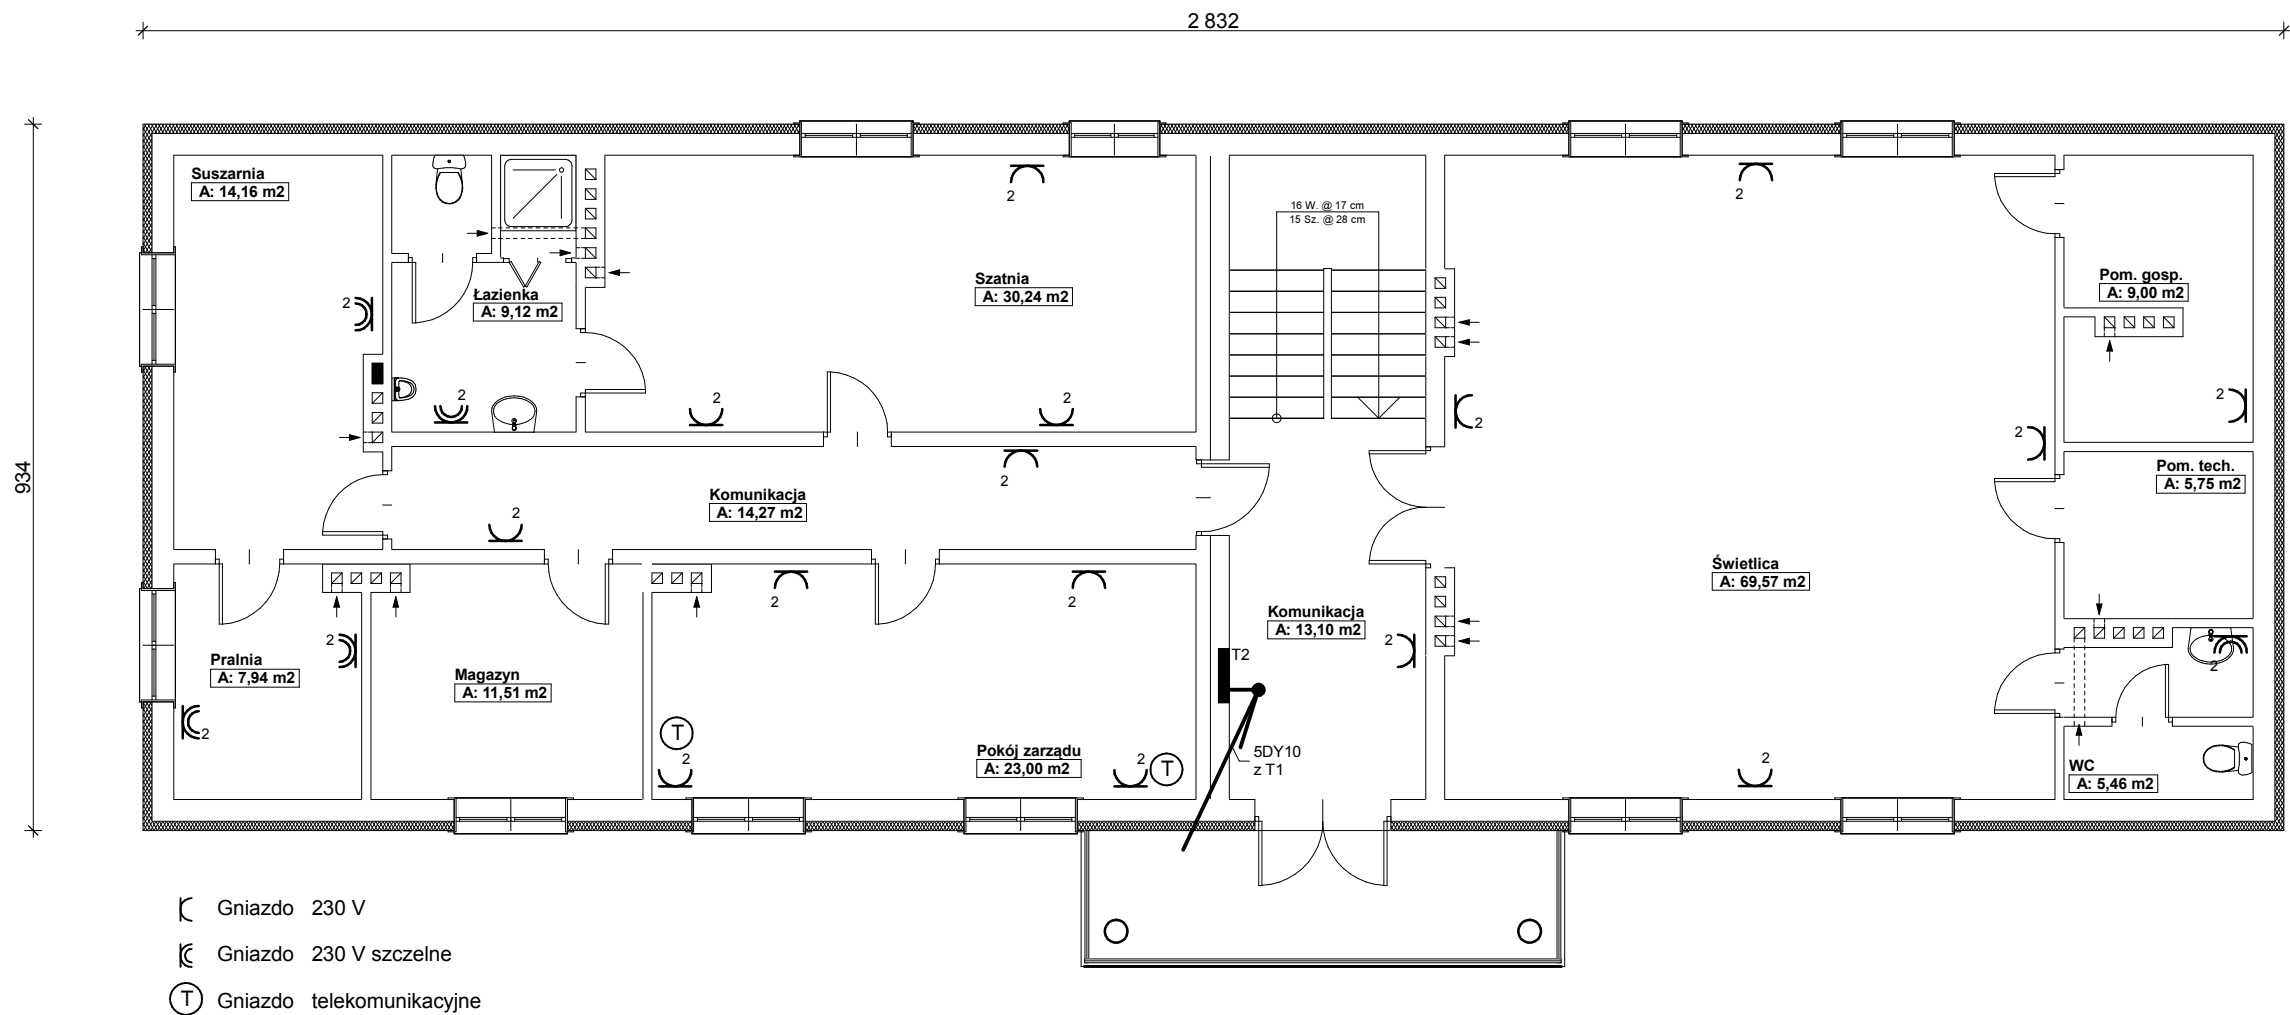 2 832
934
Suszarnia
A: 14,16 m2
2
Łazienka
A: 9,12 m2
2
2
Szatnia
A: 30,24 m2
2
2
16 W. @ 17 cm
15 Sz. @ 28 cm
2
2
2
2
Pom. gosp.
A: 9,00 m2
2
2
Komunikacja
A: 14,27 m2
2
Pom. tech.
A: 5,75 m2
Świetlica
A: 69,57 m2
2
Pralnia
A: 7,94 m2
2
Magazyn
A: 11,51 m2
2
2
Komunikacja
A: 13,10 m2
2
T2
2
T
2
Pokój zarządu
A: 23,00 m2
2
T
5DY10
z T1
2
WC
A: 5,46 m2
Gniazdo 230 V
Gniazdo 230 V szczelne
T Gniazdo telekomunikacyjne